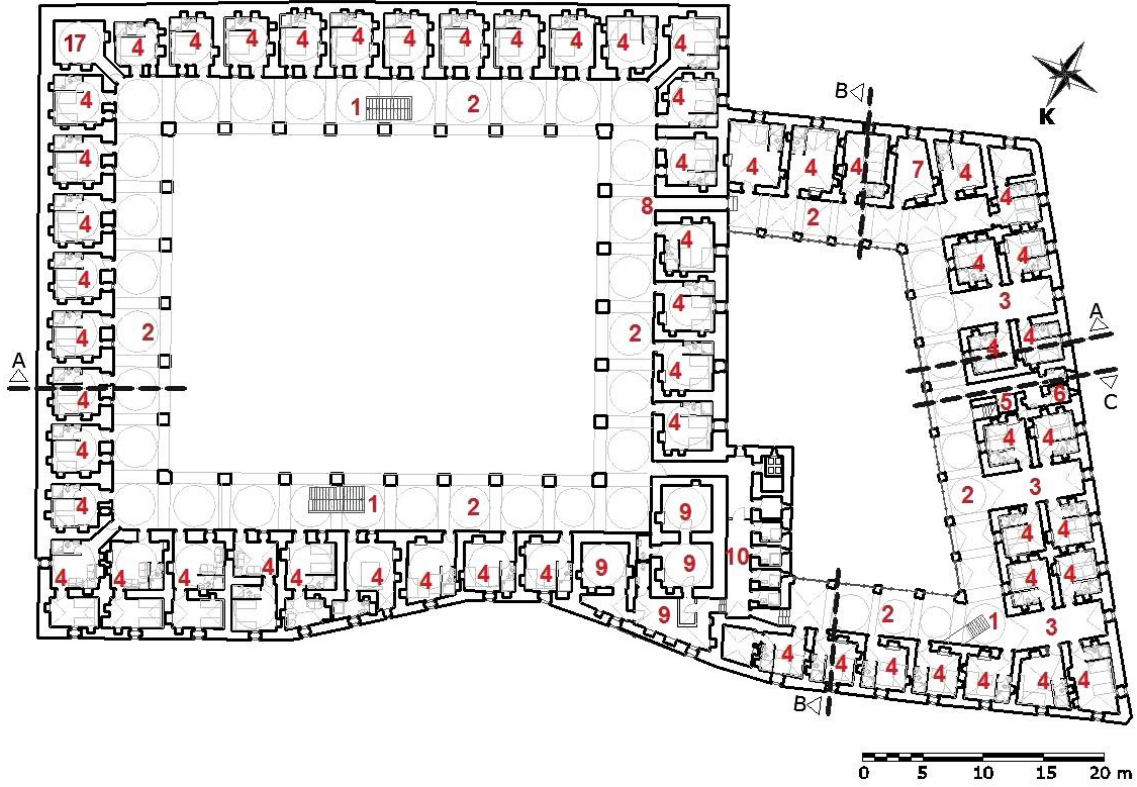 17 4 4 4 4 4 4 4 4 4 4 4
4 1 2 4
B
K
4 4
4 4 4 7 4 4
4 8 2
4 4 4
4 4 3
4 2 2 4 4 A
A
4 4 5 6 C
4 4 4
4 2 3
4 1 2 9 4 4
4 4 4 4 4 4 4 4 4 9 9 10 4 4
9 2 1 3
4 4 4 4 4 4 4
B
0 5 10 15 20 m